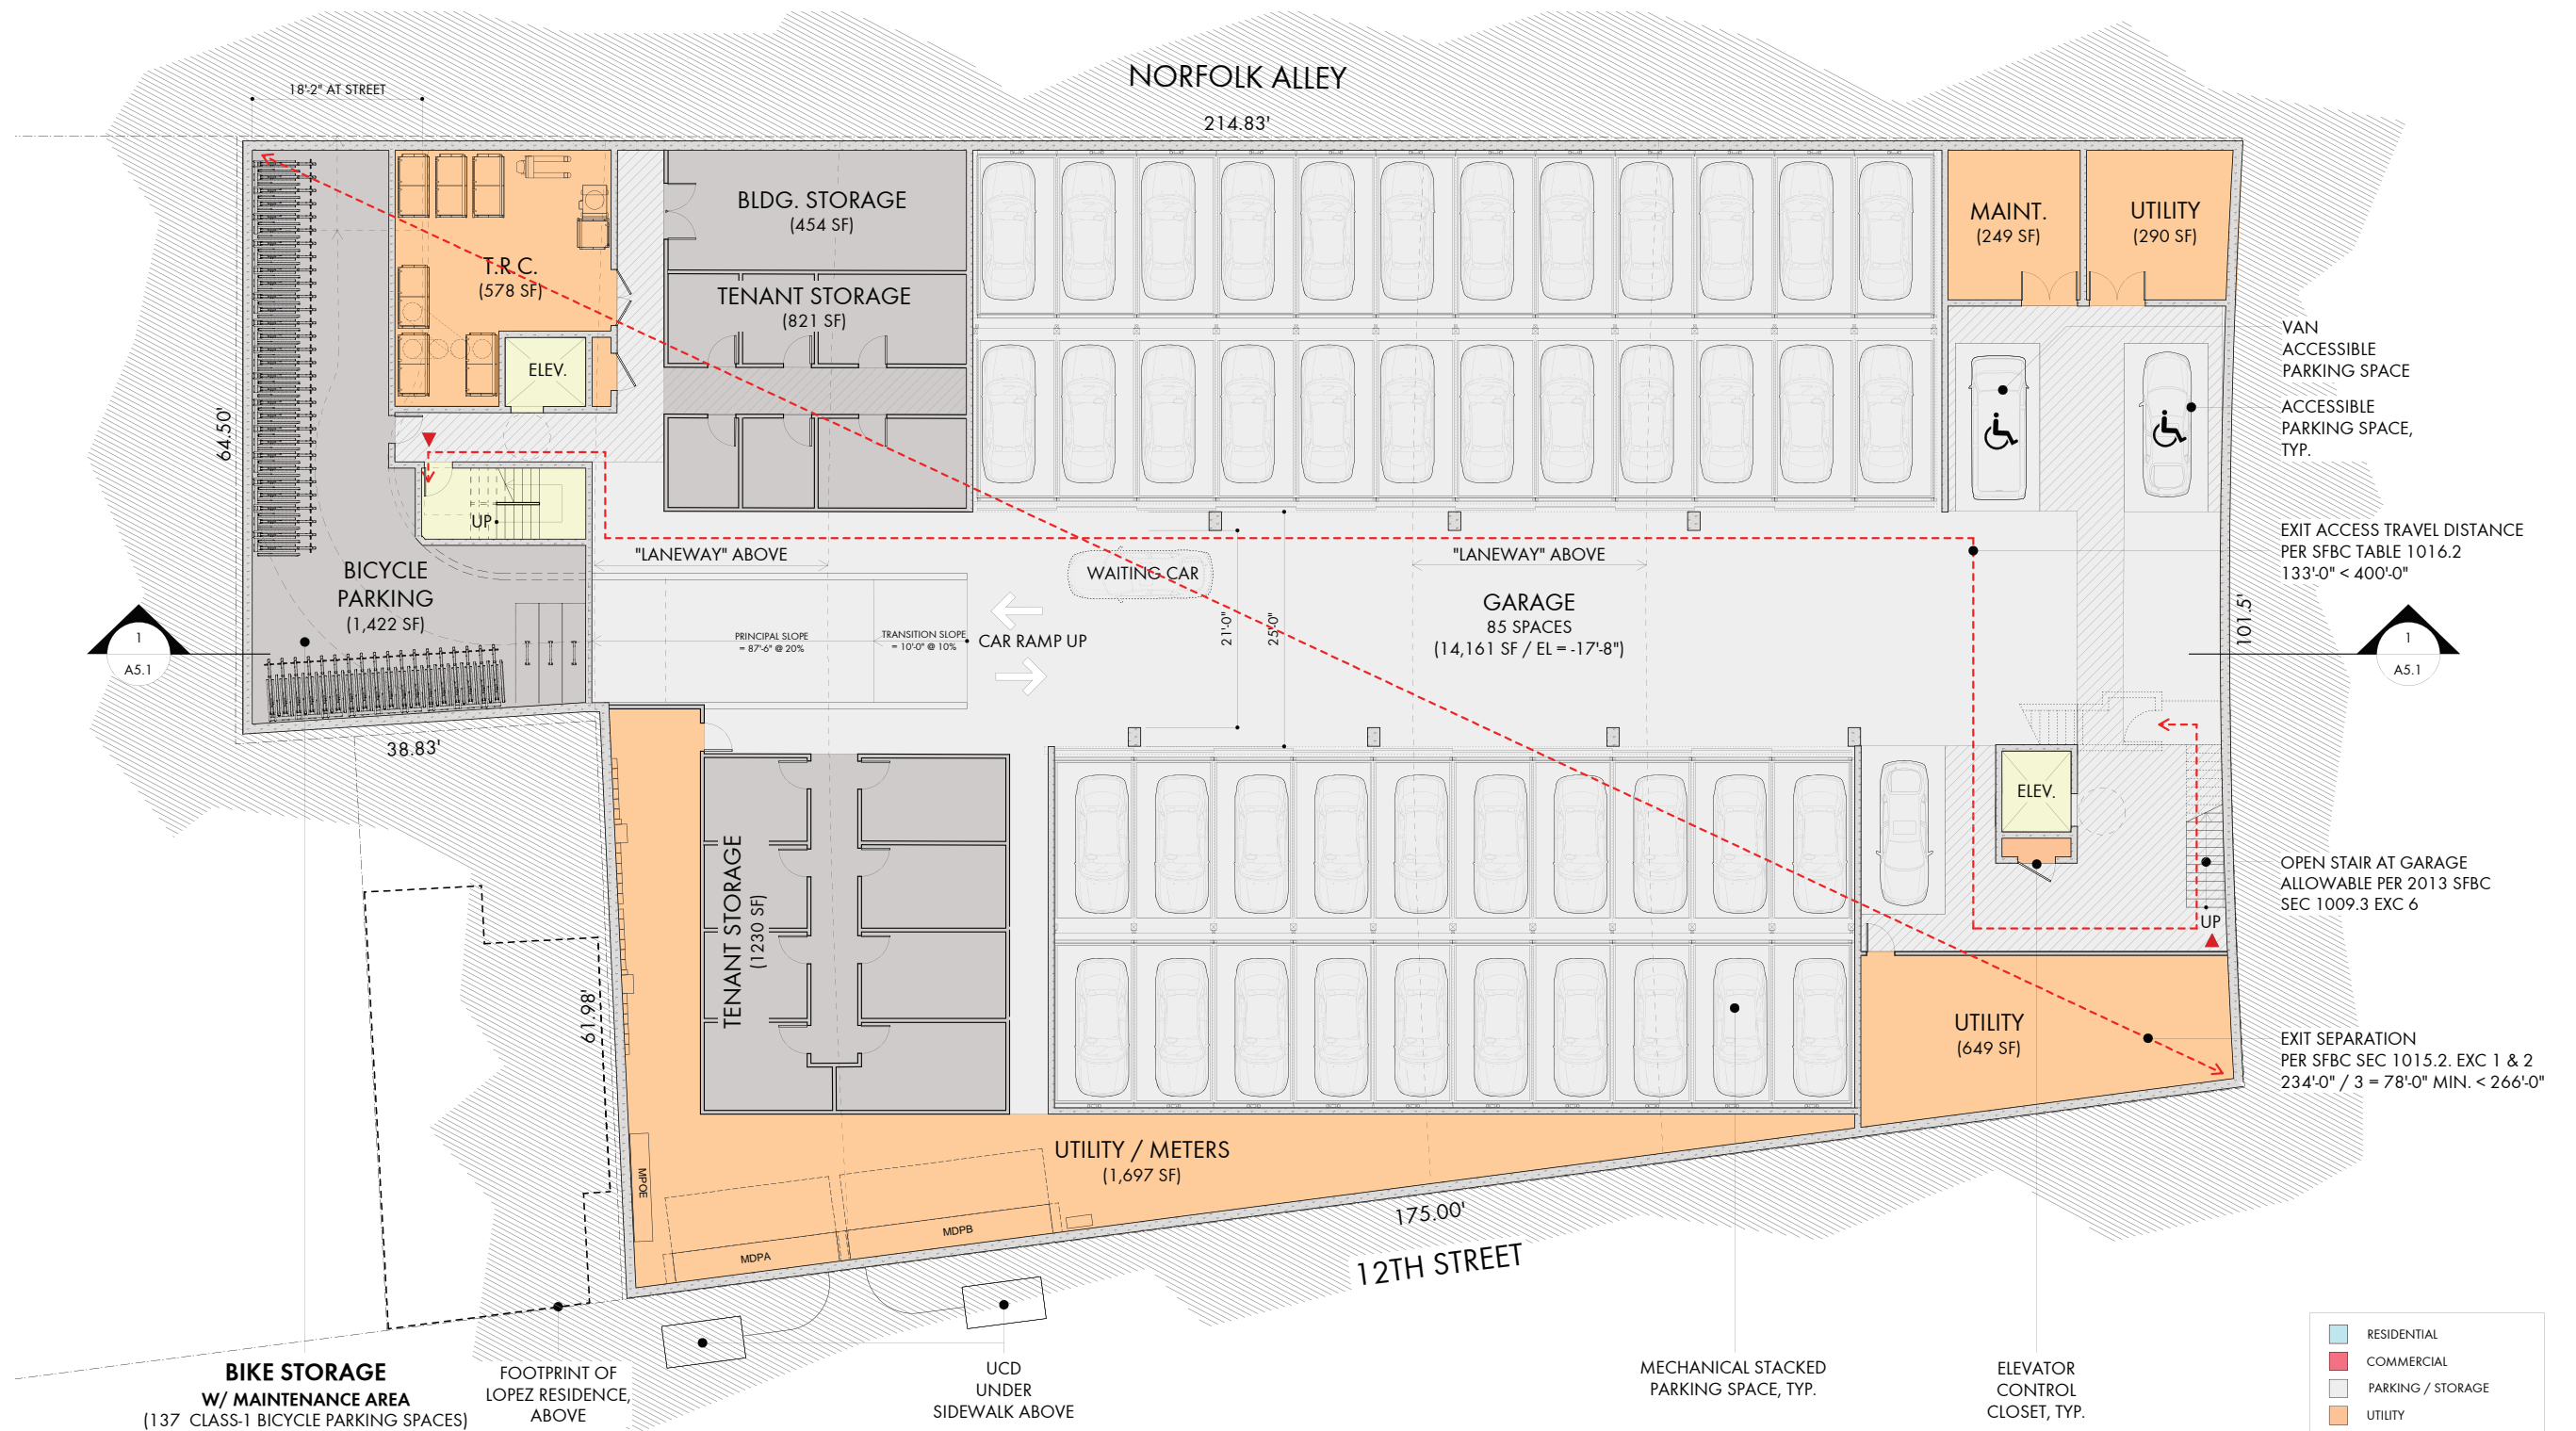 NORFOLK ALLEY
214.83'
18'-2" AT STREET
64.50'
BLDG. STORAGE
(454 SF)
T.R.C.
(578 SF)
TENANT STORAGE
(821 SF)
ELEV.
MAINT.
(249 SF)
UTILITY
(290 SF)
VAN
ACCESSIBLE
PARKING SPACE
ACCESSIBLE
PARKING SPACE,
TYP.
UP
"LANEWAY" ABOVE
WAITING CAR
"LANEWAY" ABOVE
EXIT ACCESS TRAVEL DISTANCE
PER SFBC TABLE 1016.2
133'-0" < 400'-0"
BICYCLE
PARKING
(1,422 SF)
PRINCIPAL SLOPE
= 87'-6" @ 20%
TRANSITION SLOPE
= 10'-0" @ 10%
CAR RAMP UP
21'-0"
25'-0"
GARAGE
85 SPACES
(14,161 SF / EL = -17'-8")
101.5'
1
A5.1
1
A5.1
38.83'
61.98'
TENANT STORAGE
(1230 SF)
ELEV.
UP
OPEN STAIR AT GARAGE
ALLOWABLE PER 2013 SFBC
SEC 1009.3 EXC 6
UTILITY
(649 SF)
EXIT SEPARATION
PER SFBC SEC 1015.2. EXC 1 & 2
234'-0" / 3 = 78'-0" MIN. < 266'-0"
UTILITY / METERS
(1,697 SF)
MPOE
MDPA
MDPB
175.00'
12TH STREET
BIKE STORAGE
W/ MAINTENANCE AREA
(137 CLASS-1 BICYCLE PARKING SPACES)
FOOTPRINT OF
LOPEZ RESIDENCE,
ABOVE
UCD
UNDER
SIDEWALK ABOVE
MECHANICAL STACKED
PARKING SPACE, TYP.
ELEVATOR
CONTROL
CLOSET, TYP.
RESIDENTIAL
COMMERCIAL
PARKING / STORAGE
UTILITY